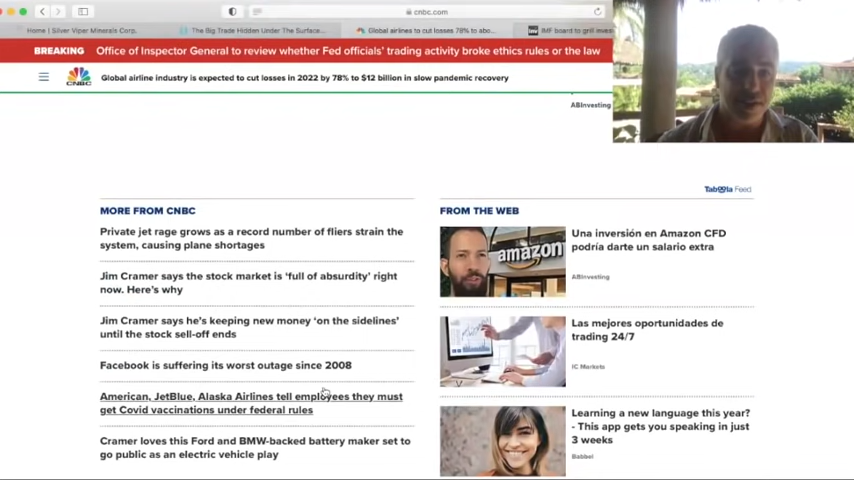 cnbc.com
Home | Silver Viper Minerals Corp.
The Big Trade Hidden Under The Surface...
Global airlines to cut losses 78% to abo...
IMF board to grill invest
BREAKING
Office of Inspector General to review whether Fed officials' trading activity broke ethics rules or the law
CNBC
Global airline industry is expected to cut losses in 2022 by 78% to $12 billion in slow pandemic recovery
ABInvesting
Taboola Feed
MORE FROM CNBC
Private jet rage grows as a record number of fliers strain the
system, causing plane shortages
Jim Cramer says the stock market is ‘full of absurdity’ right
now. Here's why
Jim Cramer says he's keeping new money ‘on the sidelines’
until the stock sell-off ends
Facebook is suffering its worst outage since 2008
American, JetBlue, Alaska Airlines tell employees they must
get Covid vaccinations under federal rules
Cramer loves this Ford and BMW-backed battery maker set to
go public as an electric vehicle play
FROM THE WEB
amazon
Una inversión en Amazon CFD
podría darte un salario extra
ABInvesting
Las mejores oportunidades de
trading 24/7
IC Markets
Learning a new language this year?
- This app gets you speaking in just
3 weeks
Babbel